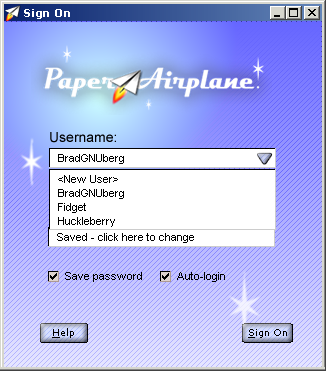 Sign On
Paper Airplane
Username:
BradGNUberg
<New User>
BradGNUberg
Fidget
Huckleberry
Saved - click here to change
Save password Auto-login
Help Sign On